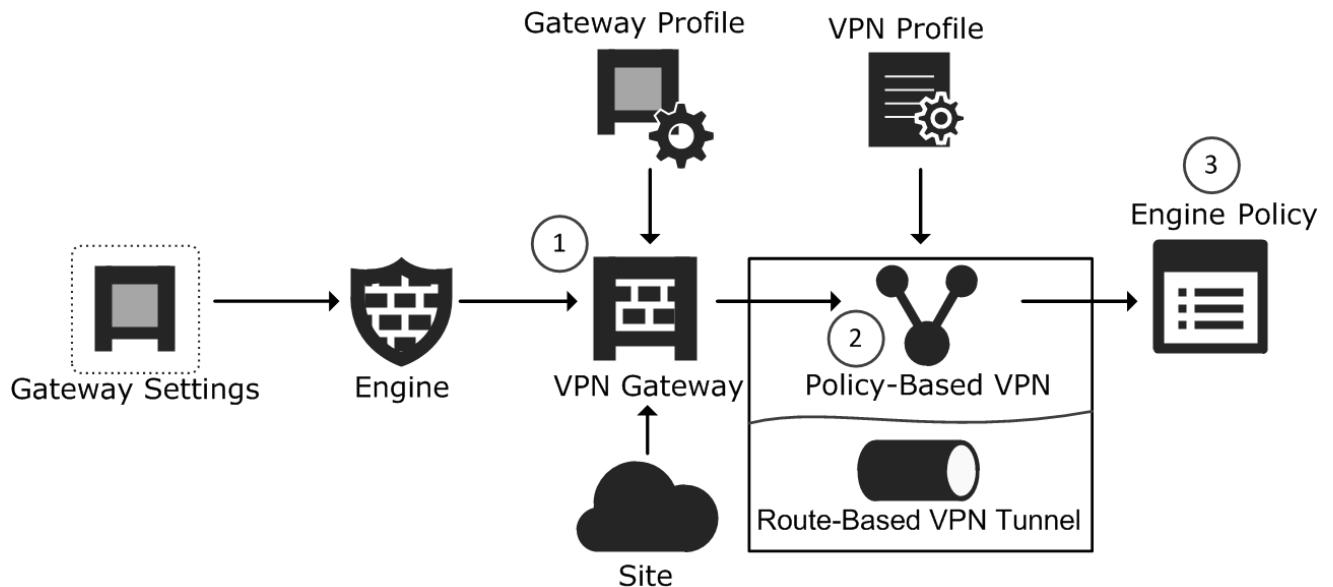 Gateway Profile
VPN Profile
3
Engine Policy
1
2
Gateway Settings
Engine
VPN Gateway
Policy-Based VPN
Route-Based VPN Tunnel
Site